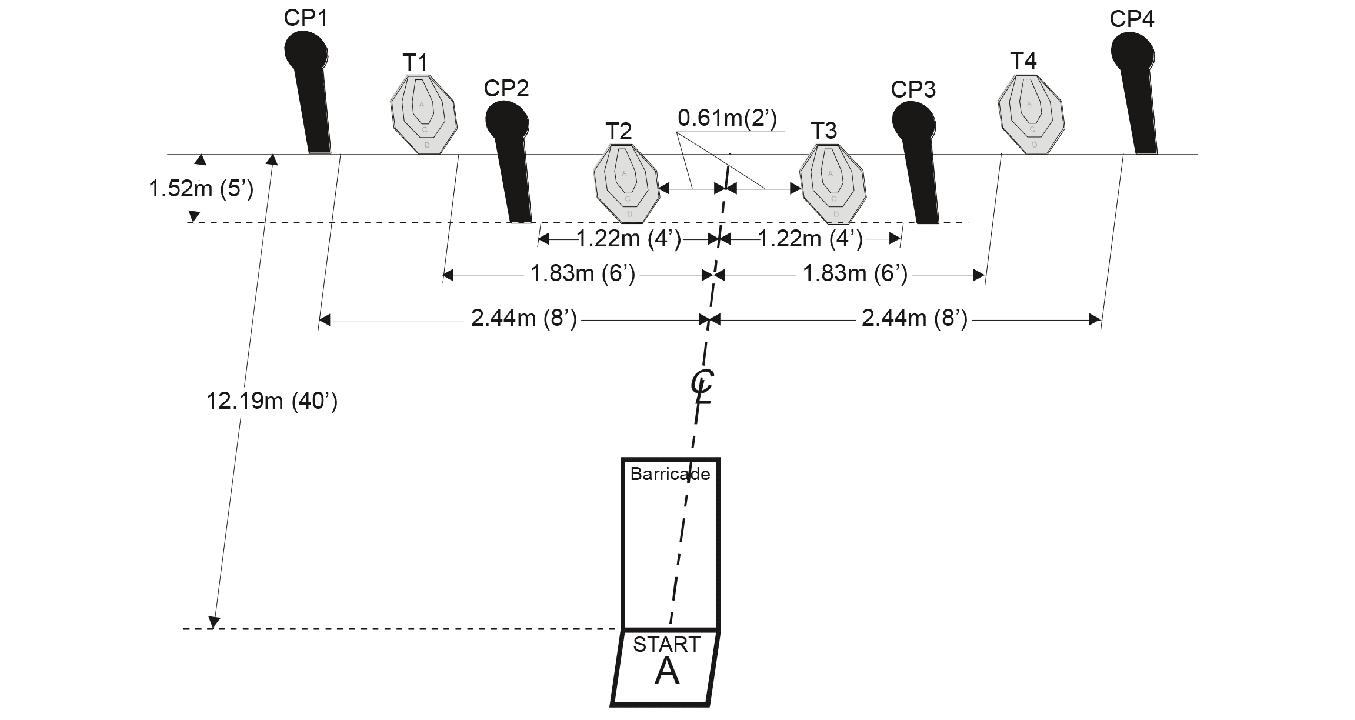 CP1
CP4
T1
T4
CP2
CP3
0.61m(2’)
T2
T3
1.52m (5’)
1.22m (4’)
1.22m (4’)
1.83m (6’)
1.83m (6’)
2.44m (8’)
2.44m (8’)
℄
12.19m (40’)
Barricade
START
A